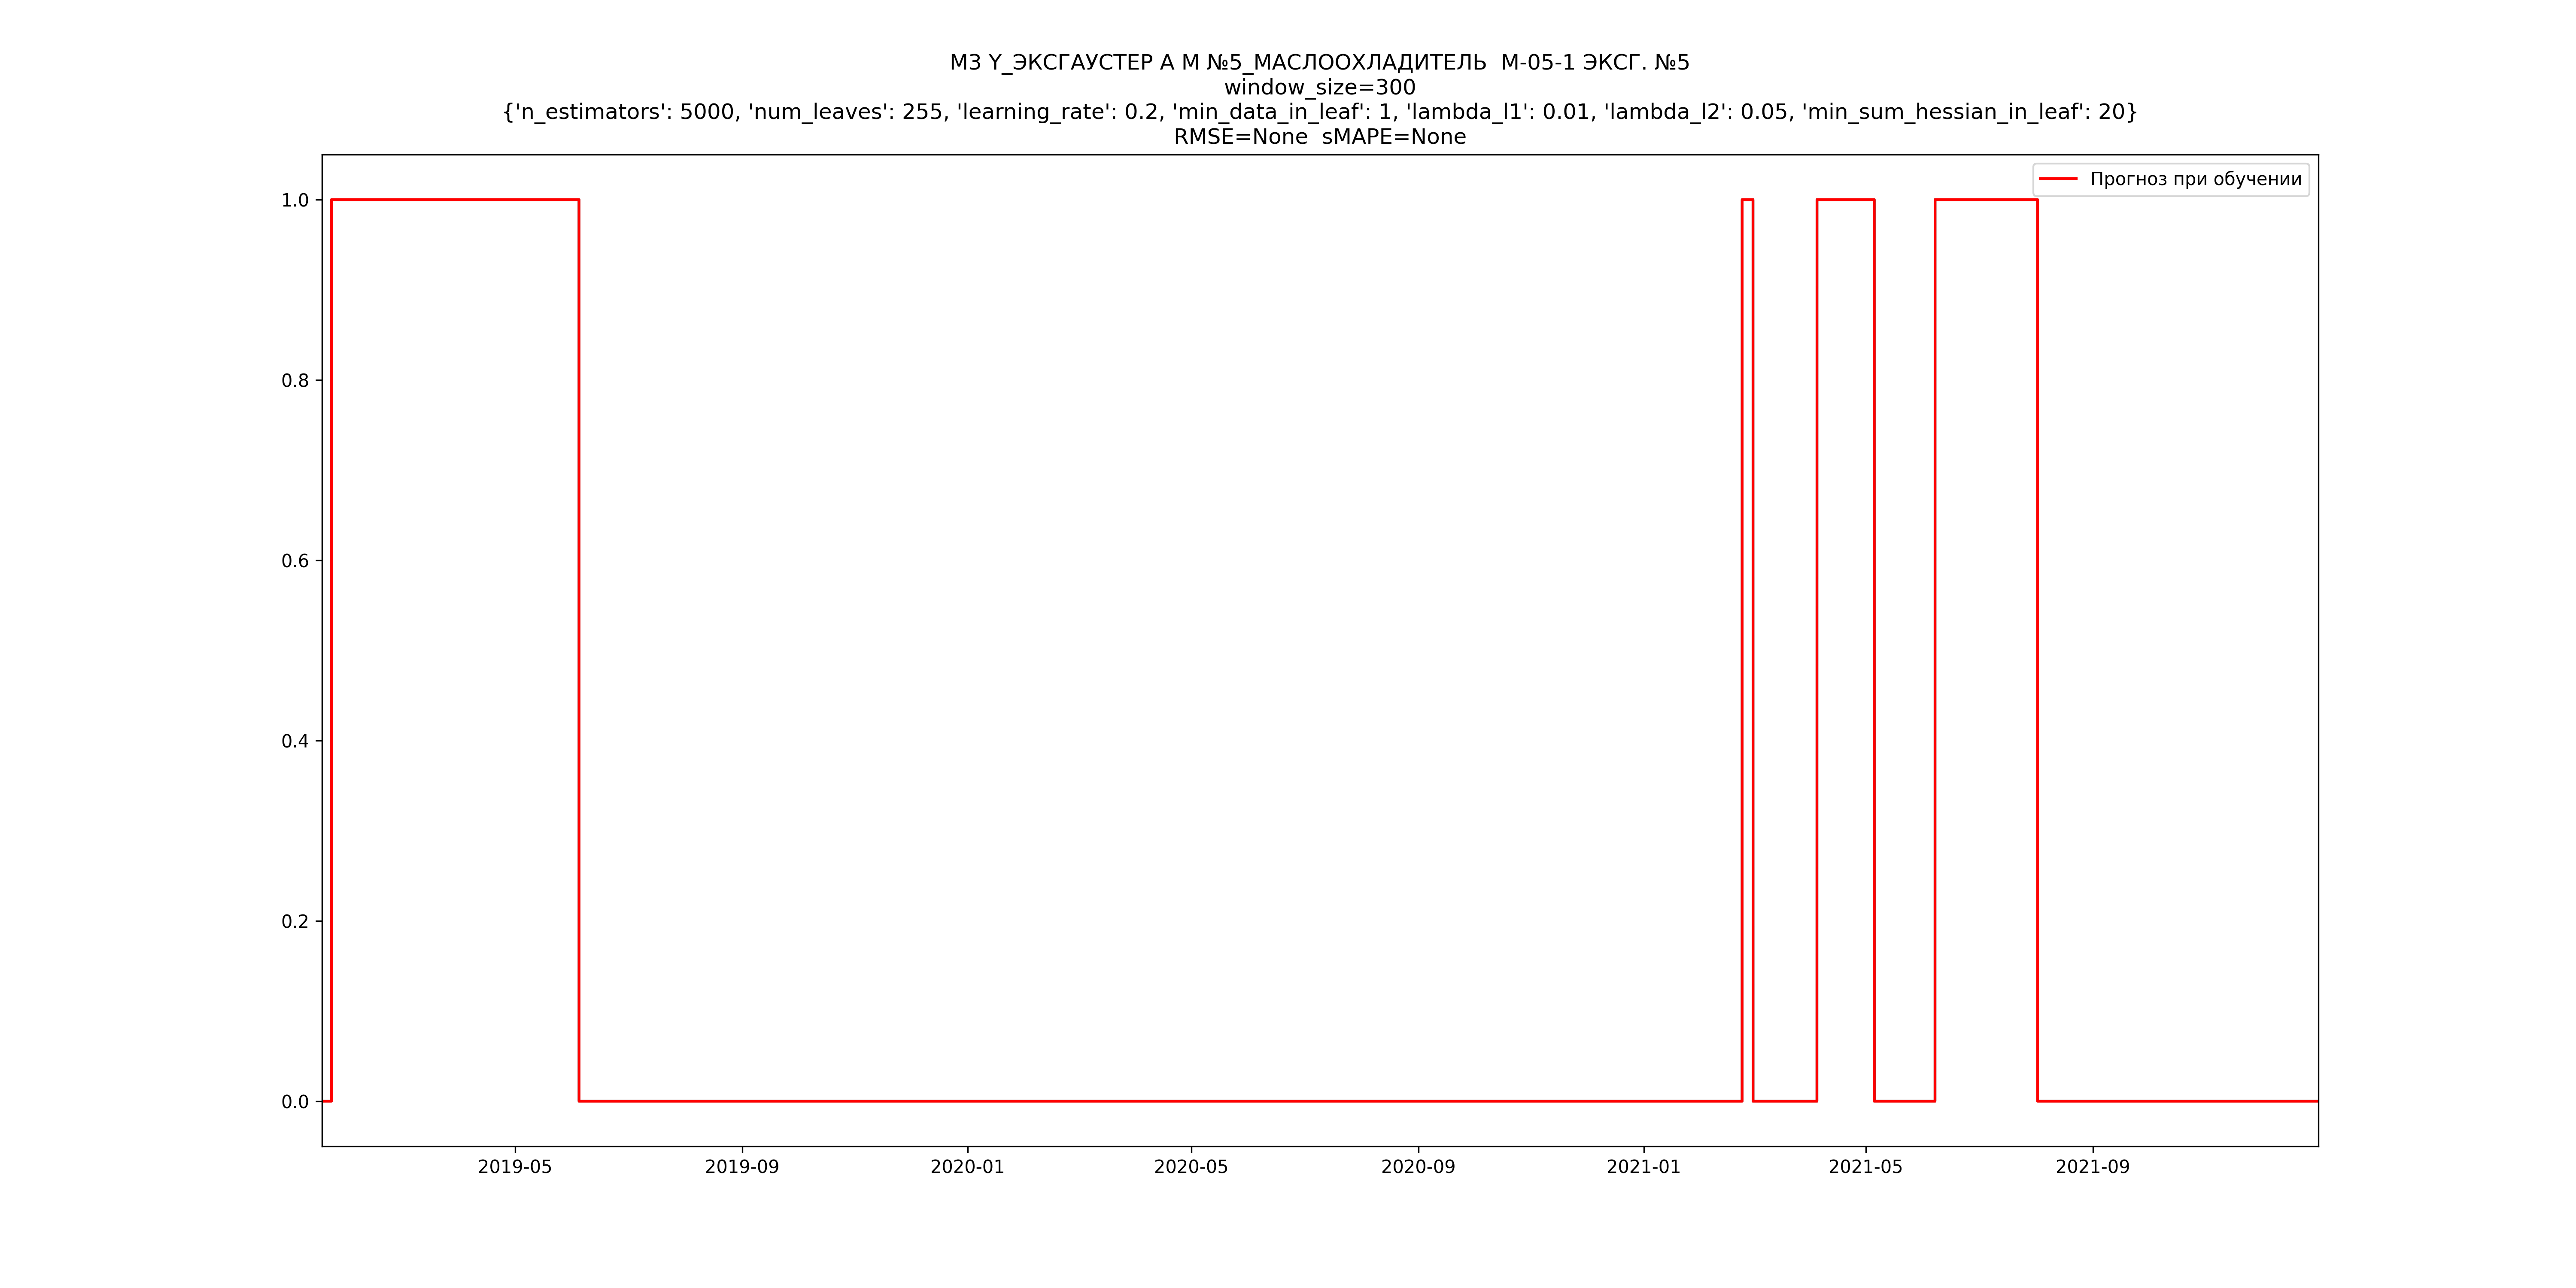 М3 Y_ЭКСГАУСТЕР А М №5_МАСЛООХЛАДИТЕЛЬ  М-05-1 ЭКСГ. №5
window_size=300
{'n_estimators': 5000, 'num_leaves': 255, 'learning_rate': 0.2, 'min_data_in_leaf': 1, 'lambda_l1': 0.01, 'lambda_l2': 0.05, 'min_sum_hessian_in_leaf': 20}
RMSE=None  sMAPE=None
Прогноз при обучении
1.0
0.8
0.6
0.4
0.2
0.0
2019-05
2019-09
2020-01
2020-05
2020-09
2021-01
2021-05
2021-09